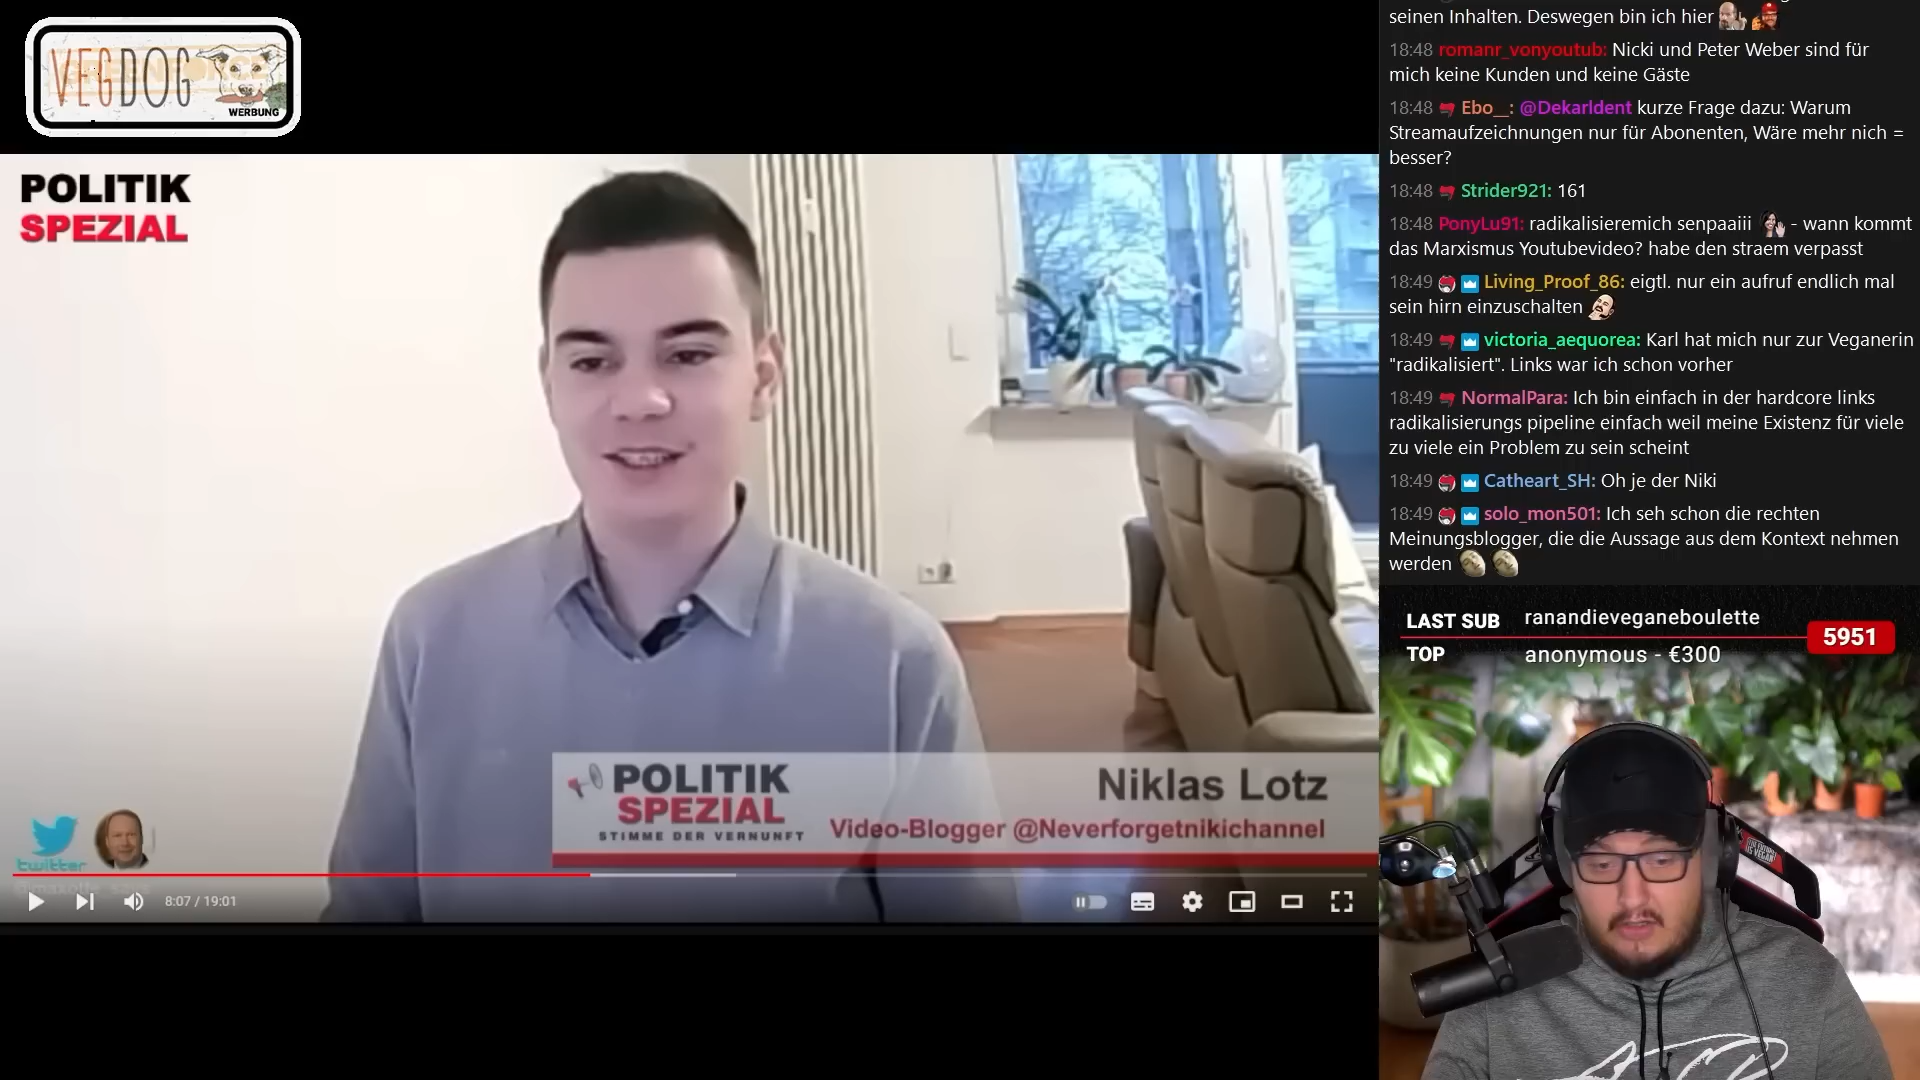 VEGDOG
WERBUNG
POLITIK
SPEZIAL
POLITIK
SPEZIAL
STIMME DER VERNUNFT
Niklas Lotz
Video-Blogger @Neverforgetnikichannel
twitter
8:07 / 19:01
seinen Inhalten. Deswegen bin ich hier
18:48 romanr_vonyoutub: Nicki und Peter Weber sind für
mich keine Kunden und keine Gäste
18:48 Ebo__: @Dekarldent kurze Frage dazu: Warum
Streamaufzeichnungen nur für Abonenten, Wäre mehr nich =
besser?
18:48 Strider921: 161
18:48 PonyLu91: radikalisieremich senpaaiii - wann kommt
das Marxismus Youtubevideo? habe den straem verpasst
18:49 Living_Proof_86: eigtl. nur ein aufruf endlich mal
sein hirn einzuschalten
18:49 victoria_aequorea: Karl hat mich nur zur Veganerin
"radikalisiert". Links war ich schon vorher
18:49 NormalPara: Ich bin einfach in der hardcore links
radikalisierungs pipeline einfach weil meine Existenz für viele
zu viele ein Problem zu sein scheint
18:49 Catheart_SH: Oh je der Niki
18:49 solo_mon501: Ich seh schon die rechten
Meinungsblogger, die die Aussage aus dem Kontext nehmen
werden
LAST SUB ranandieveganeboulette
5951
TOP anonymous - €300